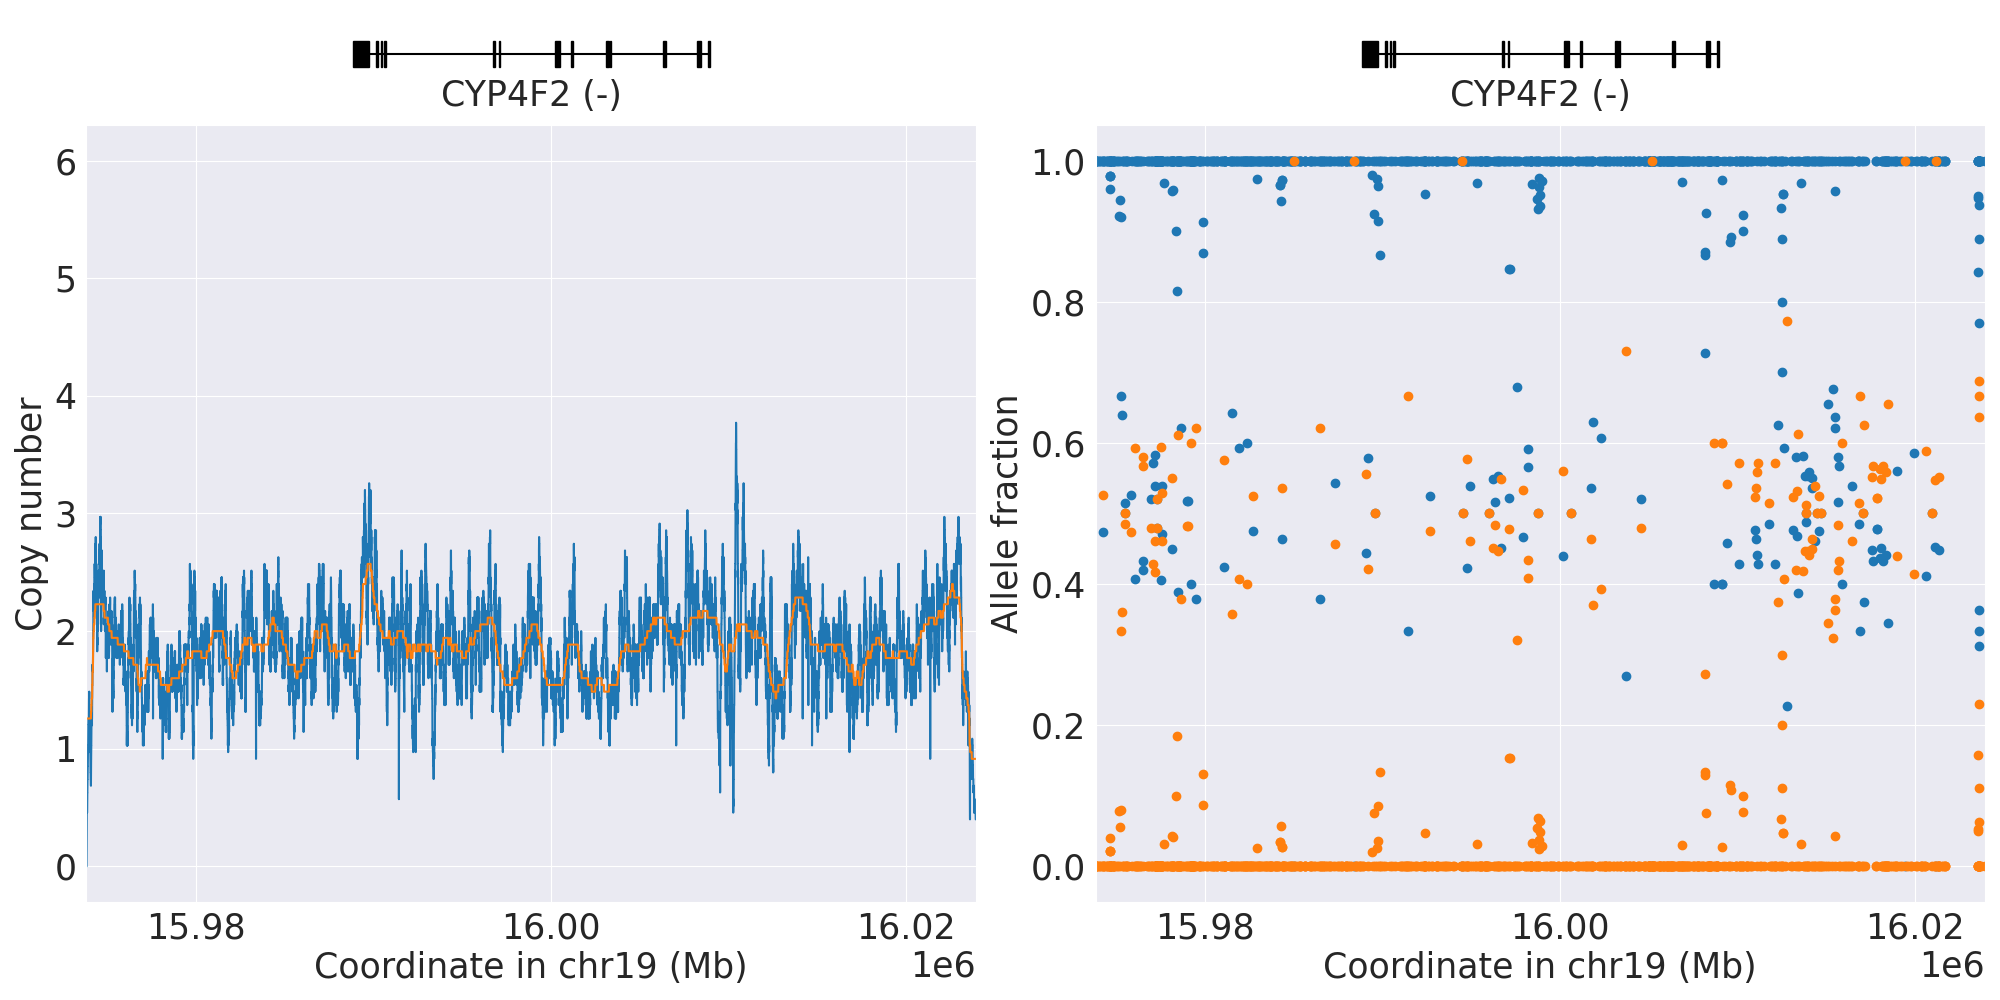 CYP4F2 (-)
Copy number
6
5
4
3
2
1
0
15.98
16.00
16.02
Coordinate in chr19 (Mb)
1e6
CYP4F2 (-)
Allele fraction
1.0
0.8
0.6
0.4
0.2
0.0
15.98
16.00
16.02
Coordinate in chr19 (Mb)
1e6